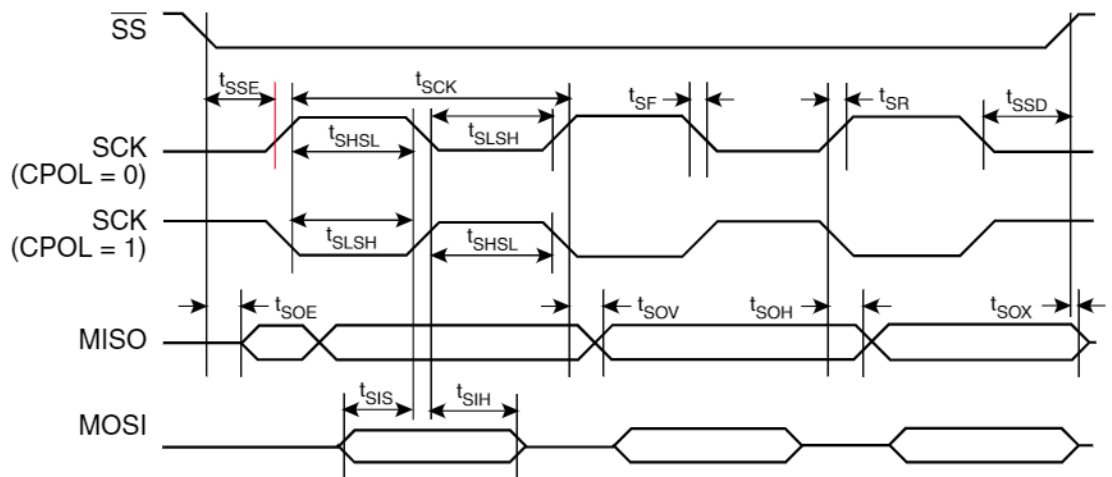 SS
tSSE
tSCK
tSF
tSR
tSSD
SCK
(CPOL = 0)
tSHSL
tSLSH
SCK
(CPOL = 1)
tSLSH
tSHSL
tSOE
tSOV
tSOH
tSOX
MISO
tSIS
tSIH
MOSI